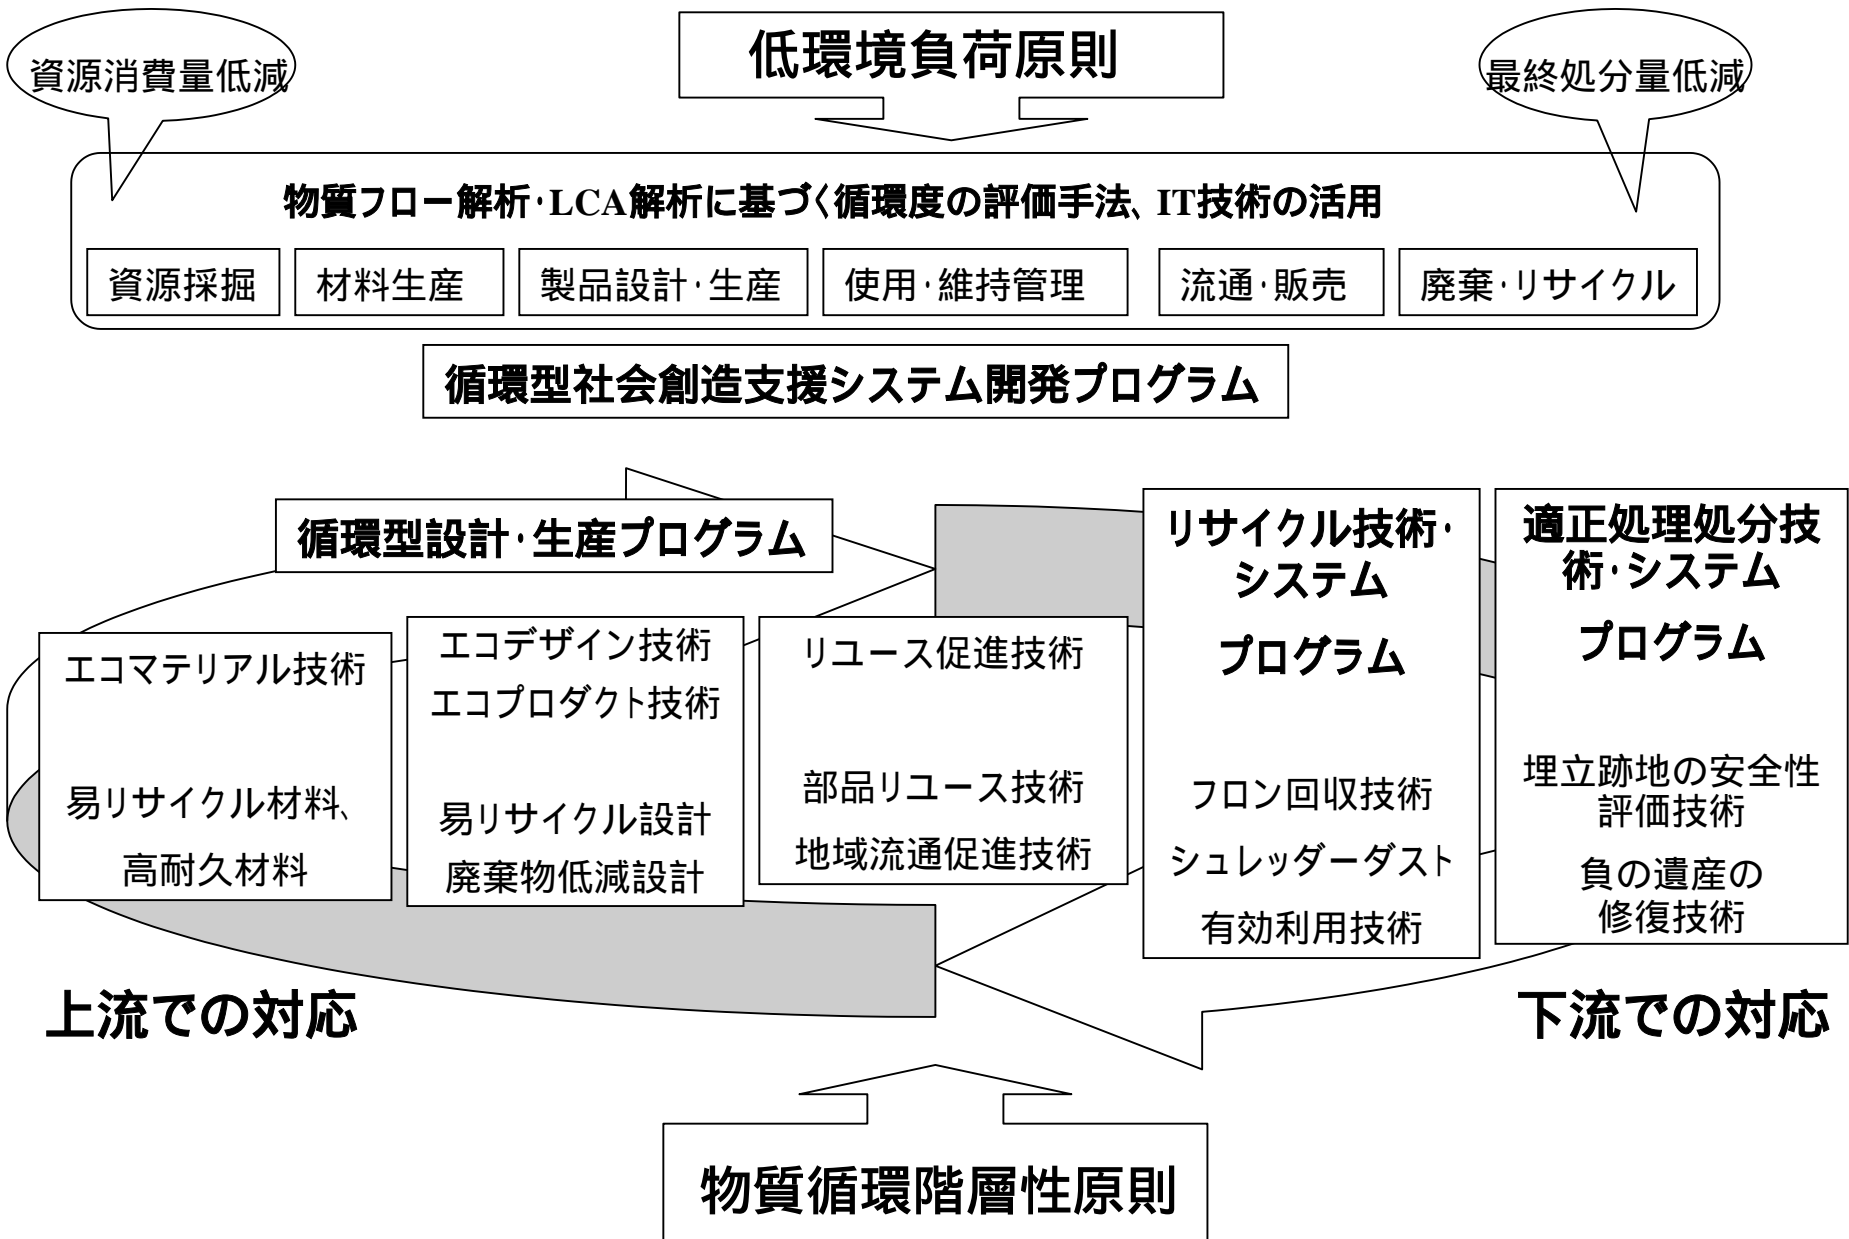 資源消費量低減
低環境負荷原則
最終処分量低減
物質フロー解析・LCA解析に基づく循環度の評価手法、IT技術の活用
資源採掘
材料生産
製品設計・生産
使用・維持管理
流通・販売
廃棄・リサイクル
循環型社会創造支援システム開発プログラム
循環型設計・生産プログラム
エコマテリアル技術
易リサイクル材料、
高耐久材料
エコデザイン技術
エコプロダクト技術
易リサイクル設計
廃棄物低減設計
リユース促進技術
部品リユース技術
地域流通促進技術
リサイクル技術・
システム
プログラム
フロン回収技術
シュレッダーダスト
有効利用技術
適正処理処分技
術・システム
プログラム
埋立跡地の安全性
評価技術
負の遺産の
修復技術
上流での対応
下流での対応
物質循環階層性原則